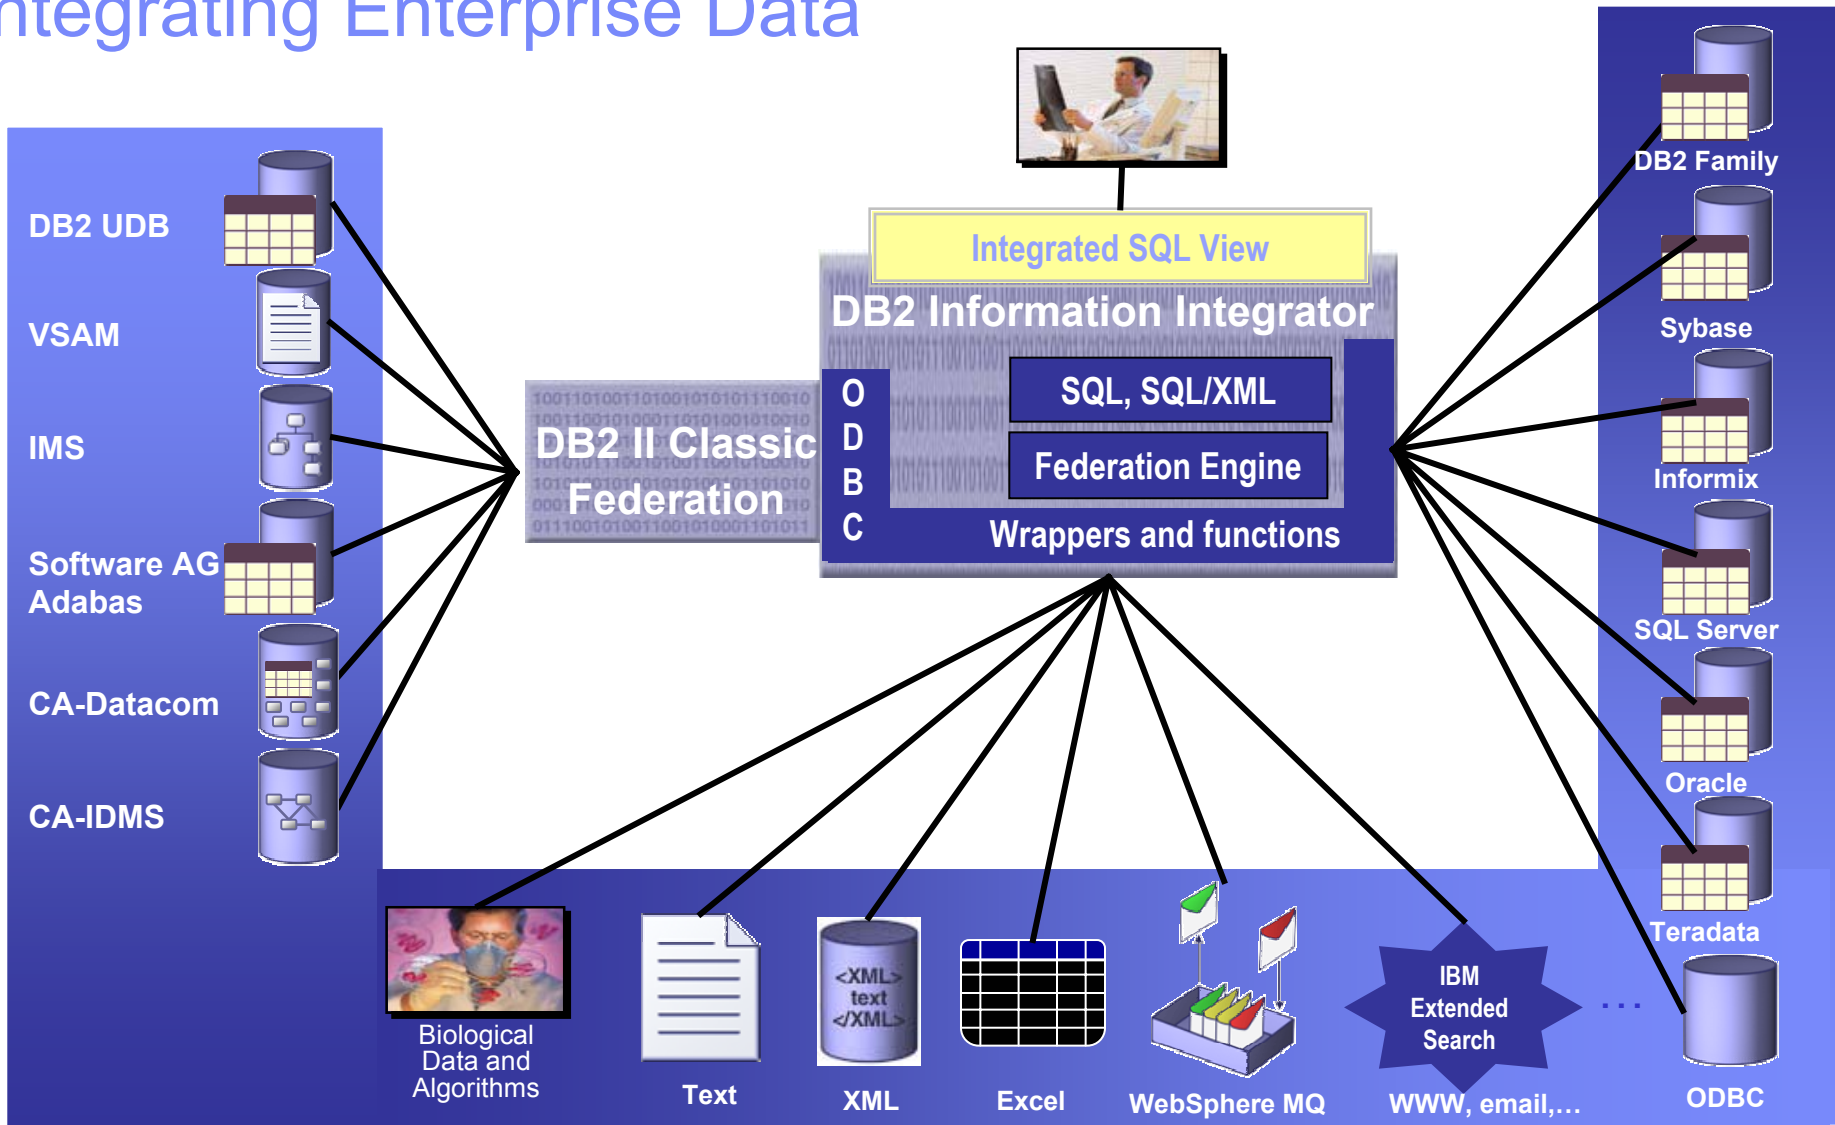 ntegrating Enterprise Data
DB2 UDB
VSAM
IMS
Software AG
Adabas
CA-Datacom
CA-IDMS
Integrated SQL View
DB2 Information Integrator
DB2 II Classic
Federation
O
D
B
C
SQL, SQL/XML
Federation Engine
Wrappers and functions
DB2 Family
Sybase
Informix
SQL Server
Oracle
Teradata
ODBC
Biological
Data and
Algorithms
Text
<XML>
text
</XML>
XML
Excel
WebSphere MQ
IBM
Extended
Search
WWW, email,...
...